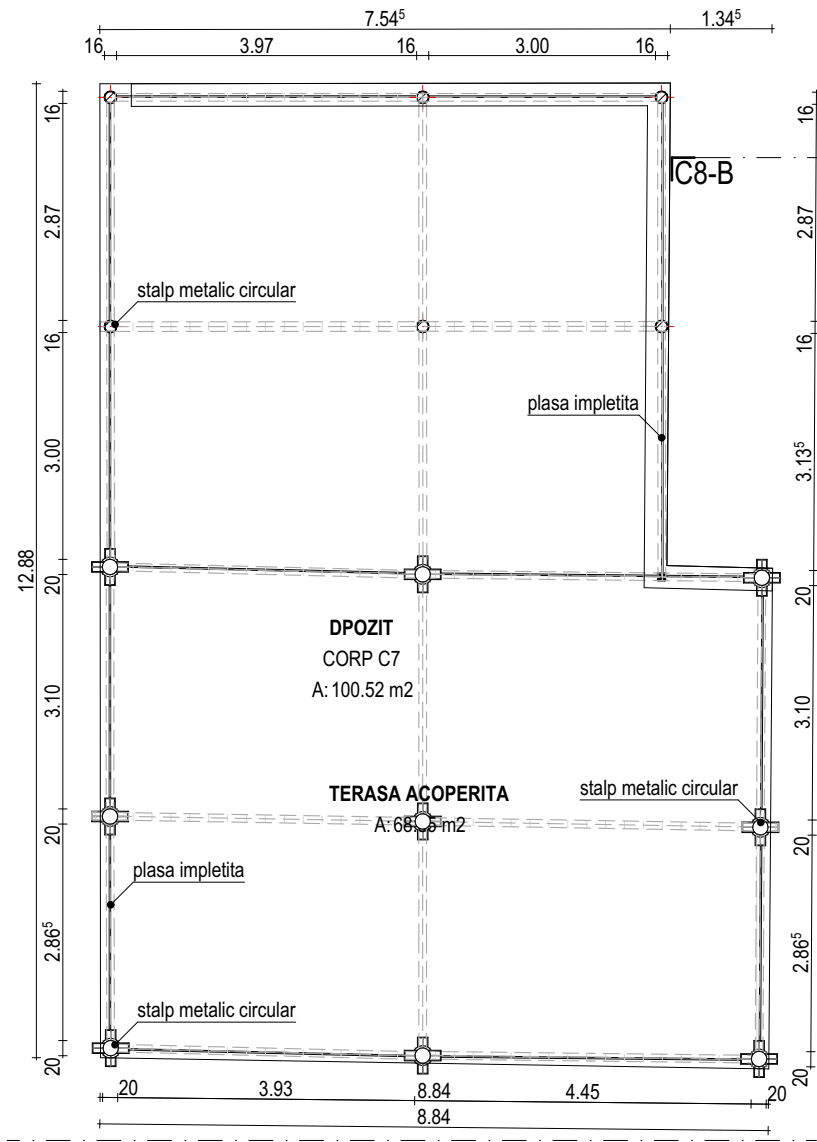 7.54⁵
1.34⁵
16 3.97 16 3.00 16
16
16
C8-B
2.87
2.87
stalp metalic circular
16
16
plasa impletita
3.00
3.13⁵
12.88
20
20
DPOZIT
CORP C7
A: 100.52 m2
3.10
3.10
TERASA ACOPERITA
stalp metalic circular
A: m2
20
20
plasa impletita
2.86⁵
2.86⁵
stalp metalic circular
20
20
20 3.93 8.84 4.45 20
8.84